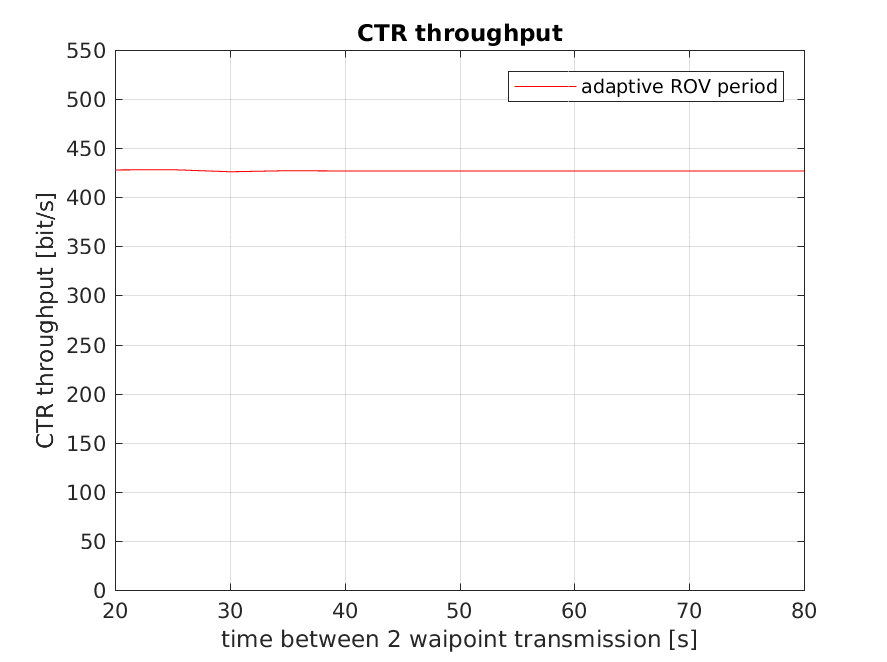 CTR throughput
adaptive ROV period
CTR throughput [bit/s]
550
500
450
400
350
300
250
200
150
100
50
0
20 30 40 50 60 70 80
time between 2 waipoint transmission [s]